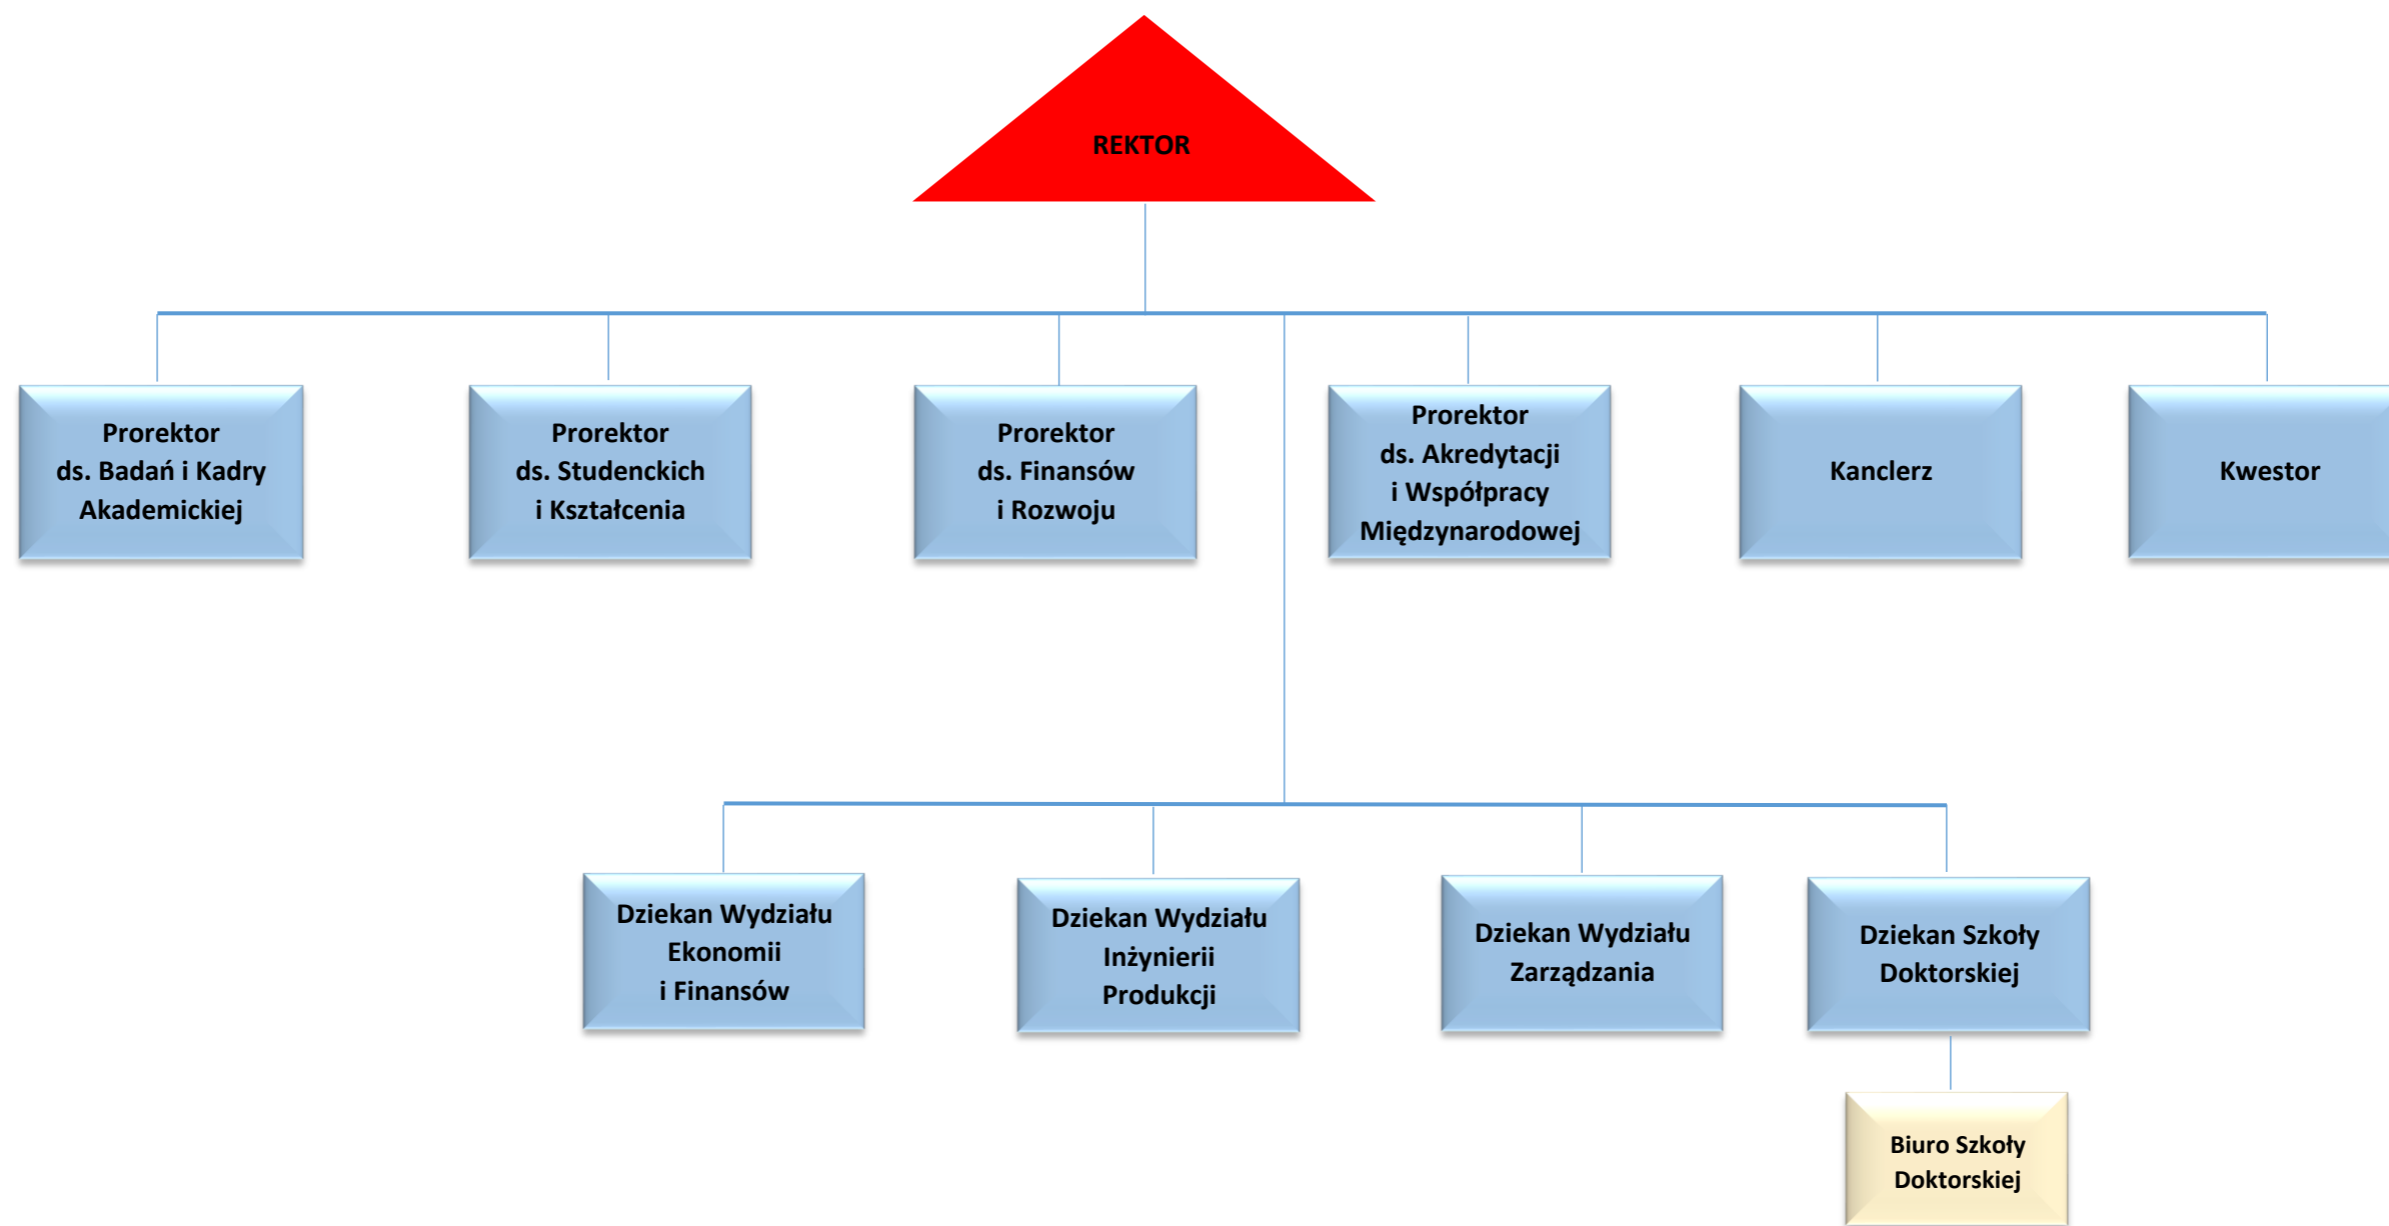 REKTOR
Prorektor
ds. Badań i Kadry
Akademickiej
Prorektor
ds. Studenckich
i Kształcenia
Prorektor
ds. Finansów
i Rozwoju
Prorektor
ds. Akredytacji
i Współpracy
Międzynarodowej
Kanclerz
Kwestor
Dziekan Wydziału
Ekonomii
i Finansów
Dziekan Wydziału
Inżynierii
Produkcji
Dziekan Wydziału
Zarządzania
Dziekan Szkoły
Doktorskiej
Biuro Szkoły
Doktorskiej